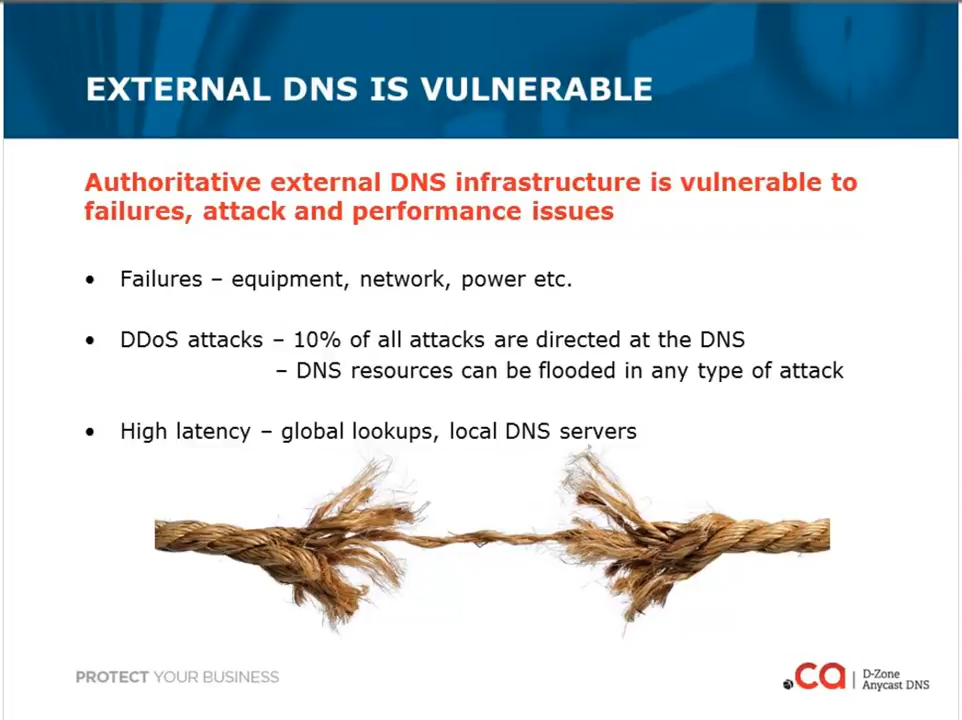 EXTERNAL DNS IS VULNERABLE
Authoritative external DNS infrastructure is vulnerable to
failures, attack and performance issues
• Failures – equipment, network, power etc.
• DDoS attacks – 10% of all attacks are directed at the DNS
– DNS resources can be flooded in any type of attack
• High latency – global lookups, local DNS servers
PROTECT YOUR BUSINESS
.ca | D-Zone
Anycast DNS